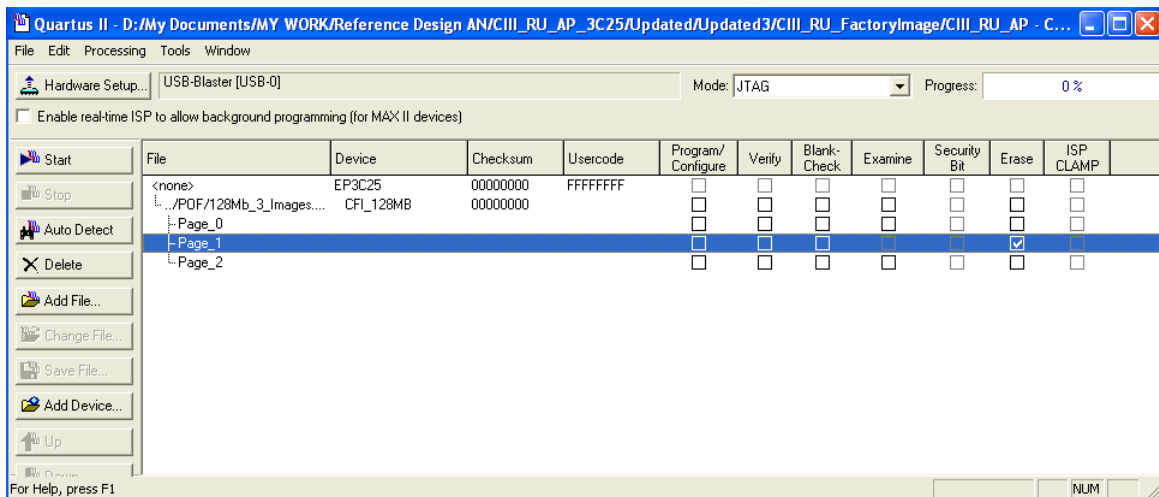 Quartus II - D:/My Documents/MY WORK/Reference Design AN/CIII_RU_AP_3C25/Updated/Updated3/CIII_RU_FactoryImage/CIII_RU_AP - C...
File Edit Processing Tools Window
Hardware Setup... USB-Blaster [USB-0] Mode: JTAG Progress: 0 %
Enable real-time ISP to allow background programming (for MAX II devices)
Start
Stop
Auto Detect
Delete
Add File...
Change File...
Save File...
Add Device...
Up
Down
File Device Checksum Usercode Program/ Configure Verify Blank- Check Examine Security Bit Erase ISP CLAMP
<none> EP3C25 00000000 FFFFFFFF
../POF/128Mb_3_Images.... CFI_128MB 00000000
Page_0
Page_1
Page_2
For Help, press F1 NUM